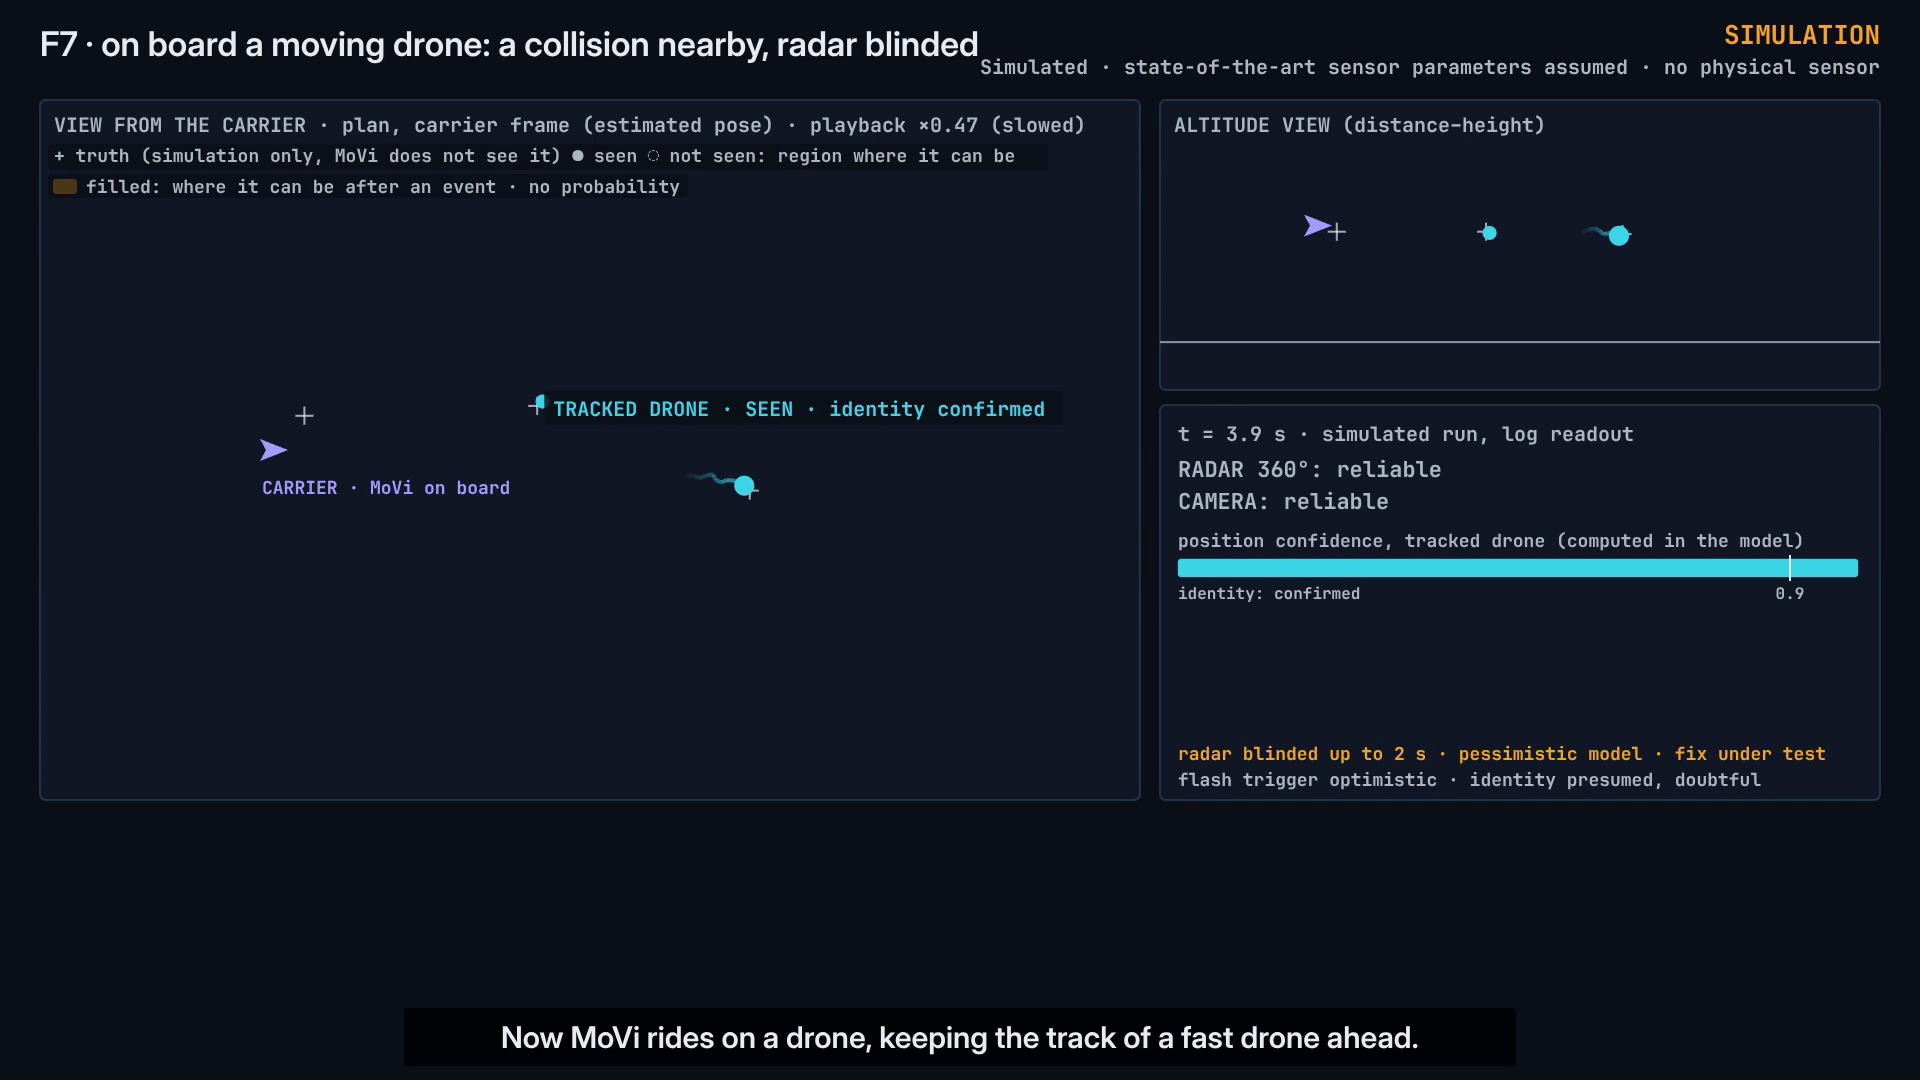 F7 · on board a moving drone: a collision nearby, radar blinded
SIMULATION
Simulated · state-of-the-art sensor parameters assumed · no physical sensor
VIEW FROM THE CARRIER · plan, carrier frame (estimated pose) · playback ×0.47 (slowed)
+ truth (simulation only, MoVi does not see it) ● seen ◌ not seen: region where it can be
filled: where it can be after an event · no probability
TRACKED DRONE · SEEN · identity confirmed
CARRIER · MoVi on board
ALTITUDE VIEW (distance-height)
t = 3.9 s · simulated run, log readout
RADAR 360°: reliable
CAMERA: reliable
position confidence, tracked drone (computed in the model)
identity: confirmed
0.9
radar blinded up to 2 s · pessimistic model · fix under test
flash trigger optimistic · identity presumed, doubtful
Now MoVi rides on a drone, keeping the track of a fast drone ahead.